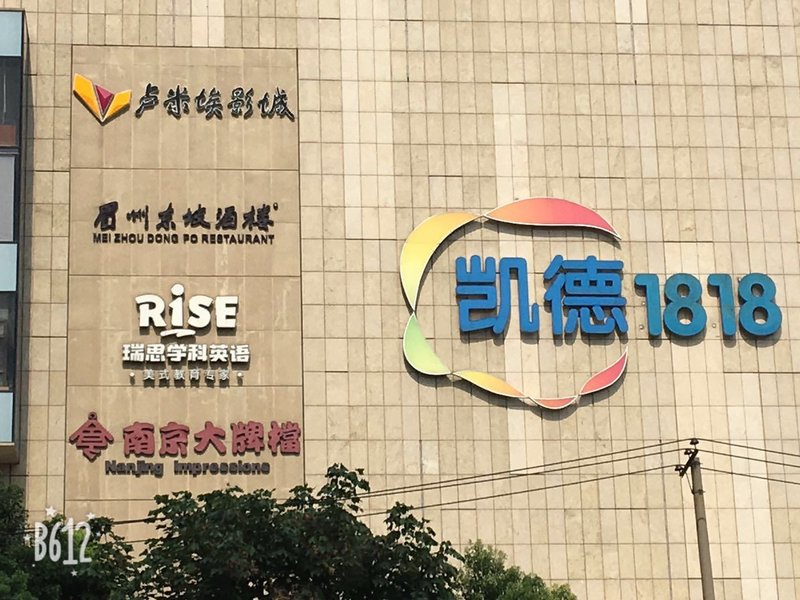 卢米埃影城
眉州东坡酒楼
MEI ZHOU DONG PO RESTAURANT
RiSE
瑞思学科英语
·美式教育专家·
南京大牌檔
Nanjing Impressions
凯德1818
B612